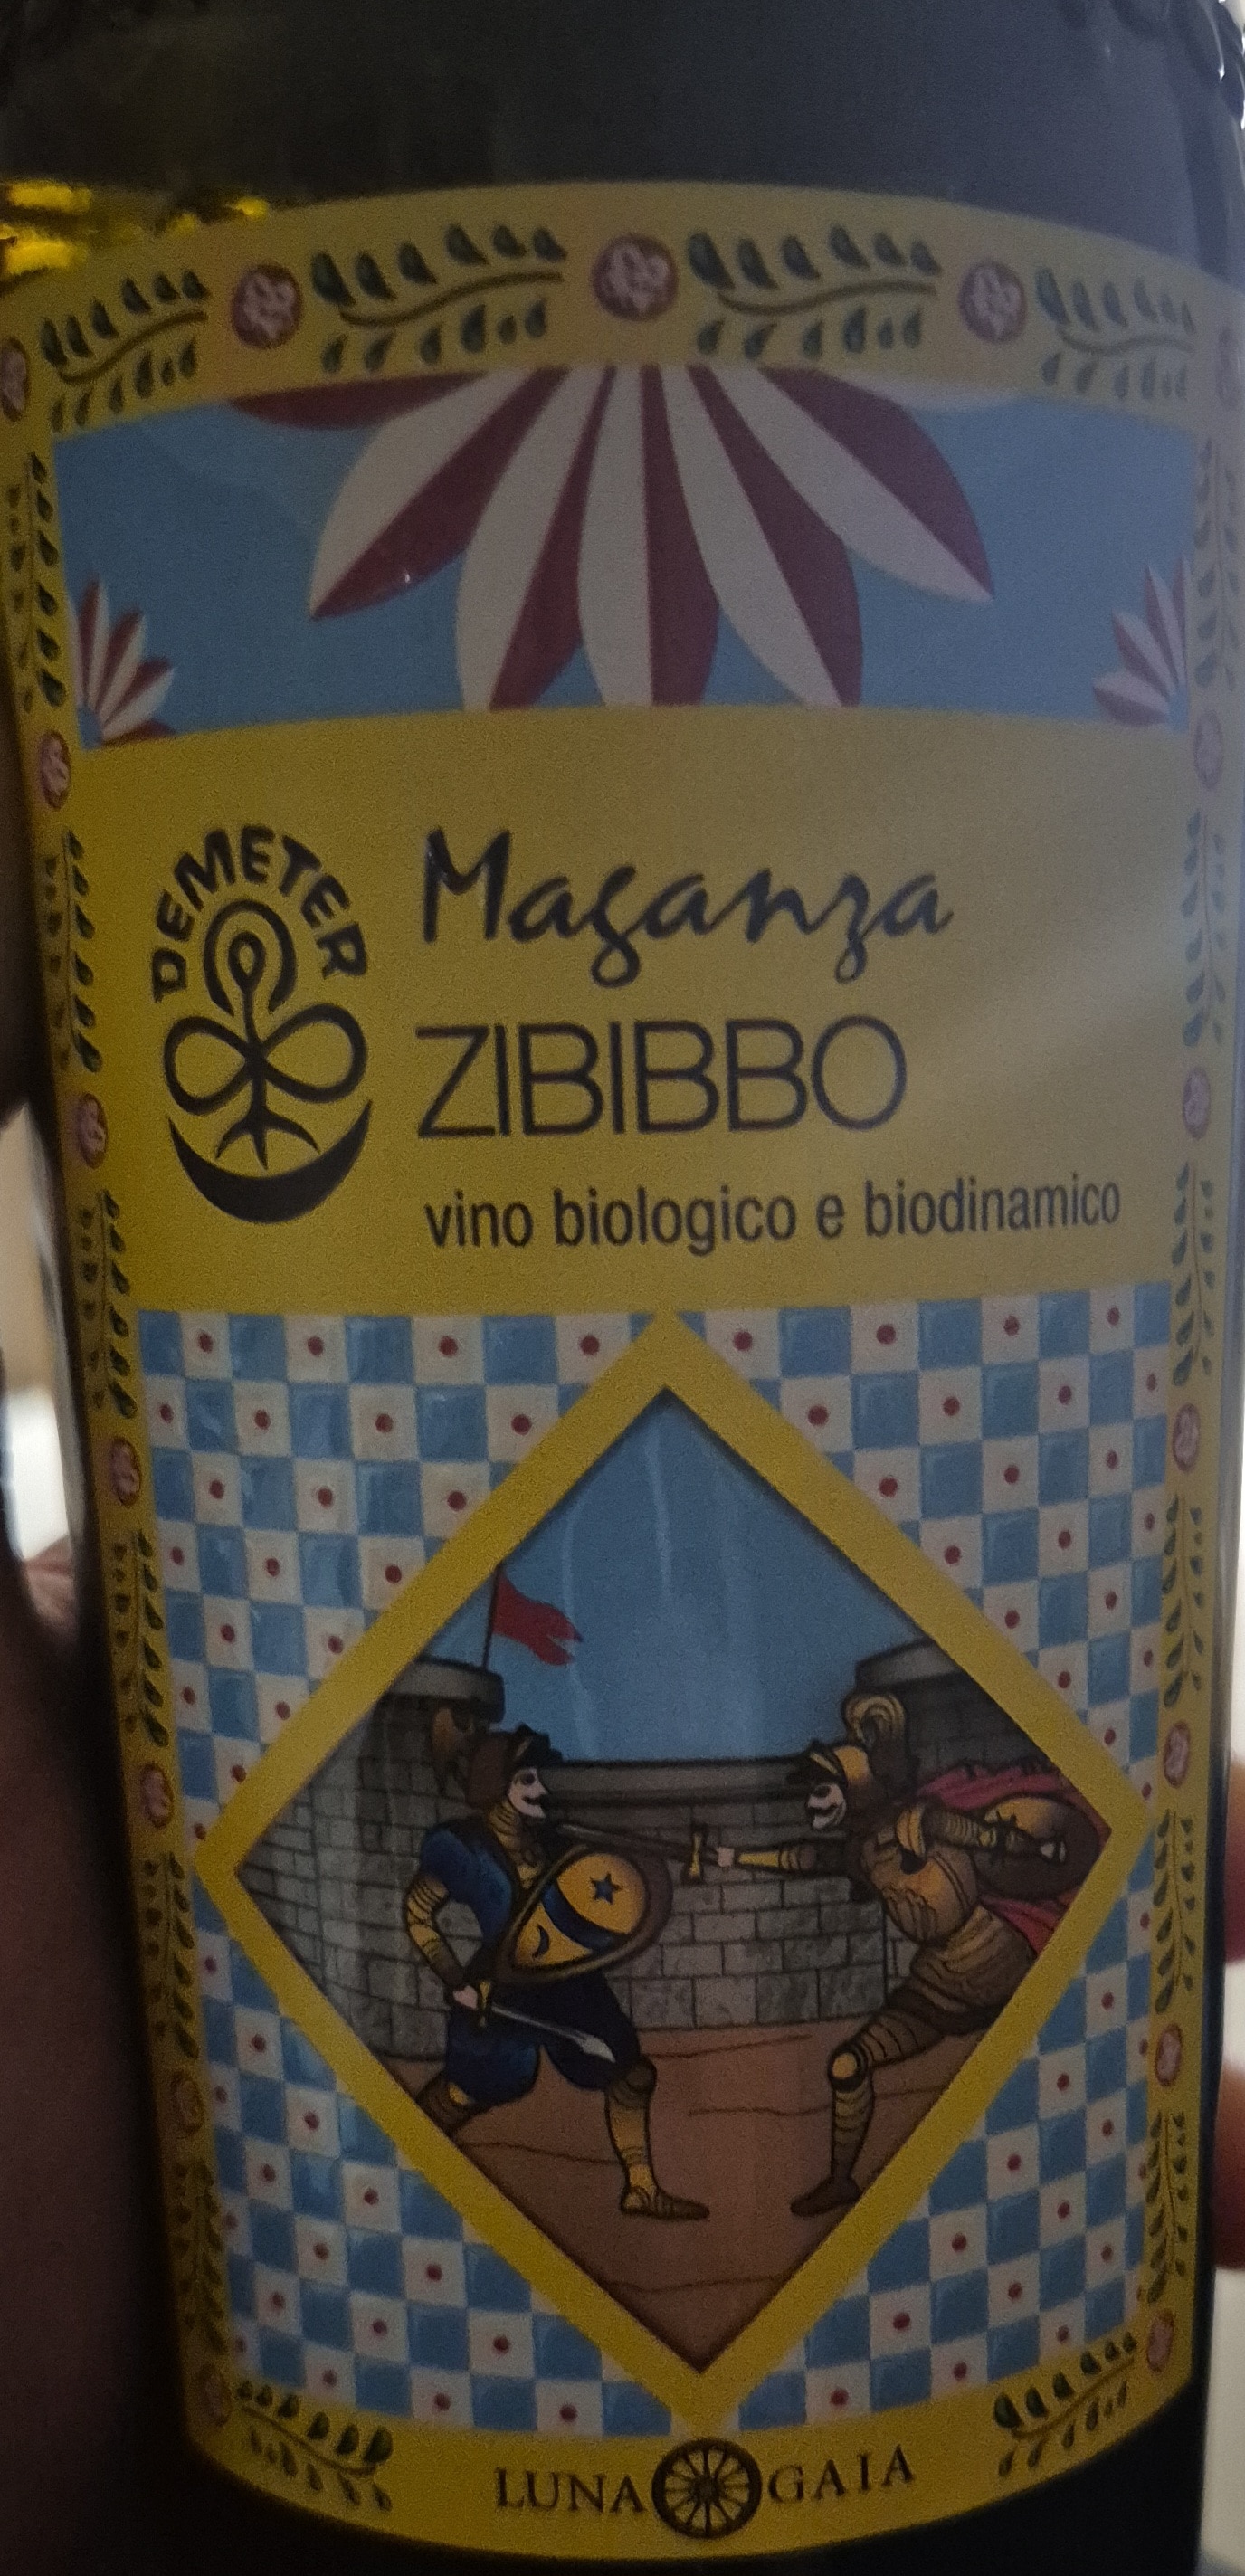 DEMETER
Maganza
ZIBIBBO
vino biologico e biodinamico
LUNA GAIA